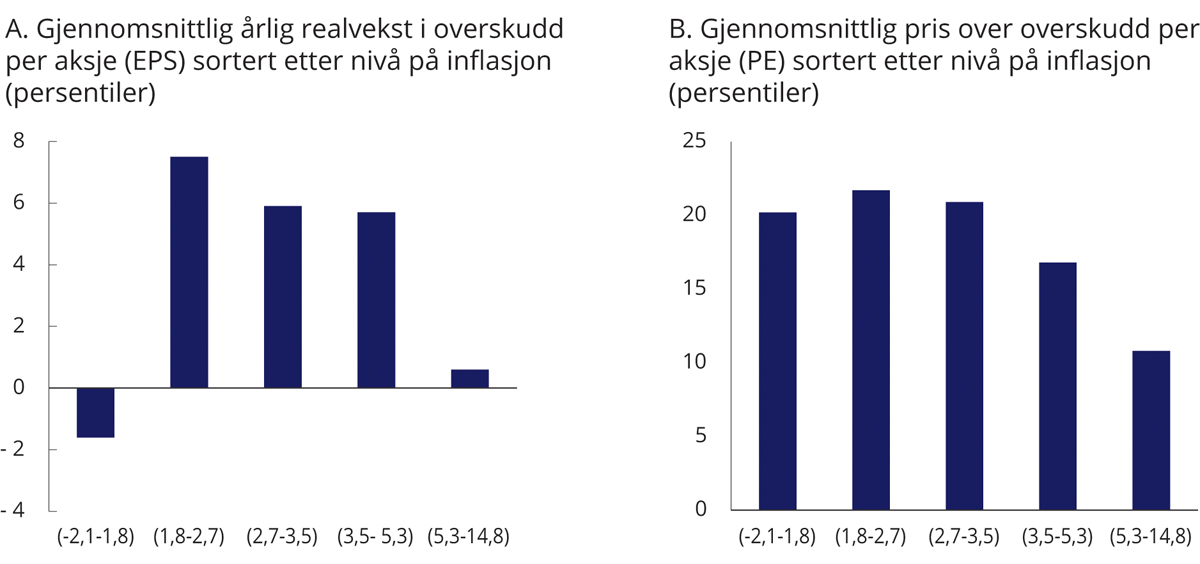 A. Gjennomsnittlig årlig realvekst i overskudd
per aksje (EPS) sortert etter nivå på inflasjon
(persentiler)
8
6
4
2
0
- 2
- 4
(-2,1-1,8) (1,8-2,7) (2,7-3,5) (3,5- 5,3) (5,3-14,8)
B. Gjennomsnittlig pris over overskudd per
aksje (PE) sortert etter nivå på inflasjon
(persentiler)
25
20
15
10
5
0
(-2,1-1,8) (1,8-2,7) (2,7-3,5) (3,5-5,3) (5,3-14,8)